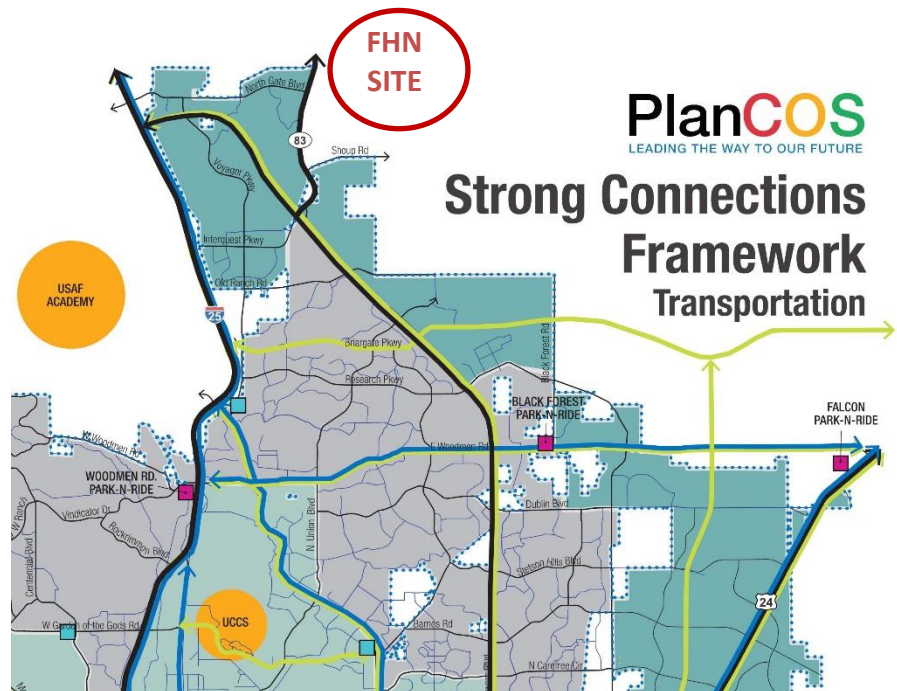 FHN
SITE
PlanCOS
LEADING THE WAY TO OUR FUTURE
Strong Connections
Framework
Transportation
North Gate Blvd
83
Shoup Rd
Voyager Pkwy
Interquest Pkwy
USAF
ACADEMY
Old Ranch Rd
25
Briargate Pkwy
Black Forest Rd
Research Pkwy
BLACK FOREST
PARK-N-RIDE
FALCON
PARK-N-RIDE
W Woodmen Rd
E Woodmen Rd
WOODMEN RD.
PARK-N-RIDE
Vindicator Dr
N Union Blvd
Dublin Blvd
Rockrimmon Blvd
Centennial Blvd
Stetson Hills Blvd
24
UCCS
W Garden of the Gods Rd
Barnes Rd
N Carefree Cir